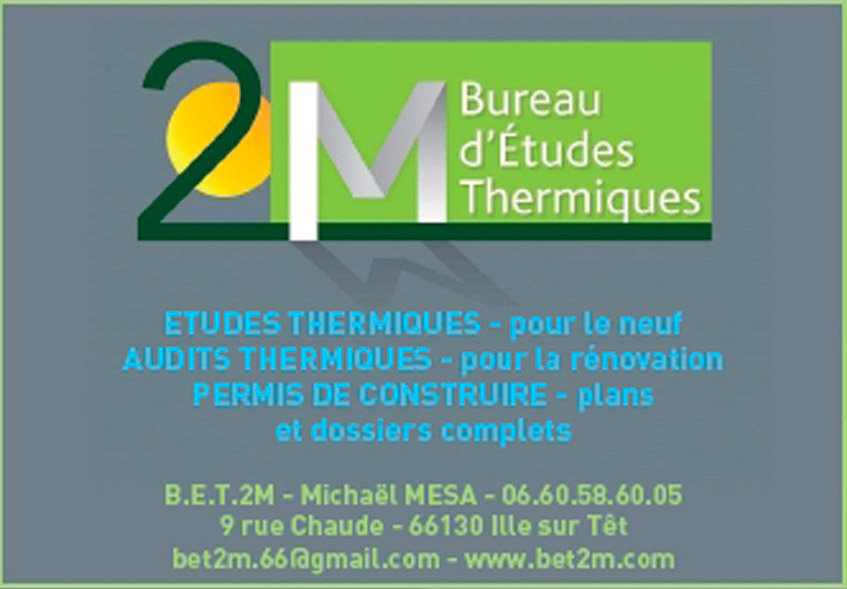 2M Bureau
d'Études
Thermiques
ETUDES THERMIQUES - pour le neuf
AUDITS THERMIQUES - pour la rénovation
PERMIS DE CONSTRUIRE - plans
et dossiers complets
B.E.T.2M - Michaël MESA - 06.60.58.60.05
9 rue Chaude - 66130 Ille sur Têt
bet2m.66@gmail.com - www.bet2m.com